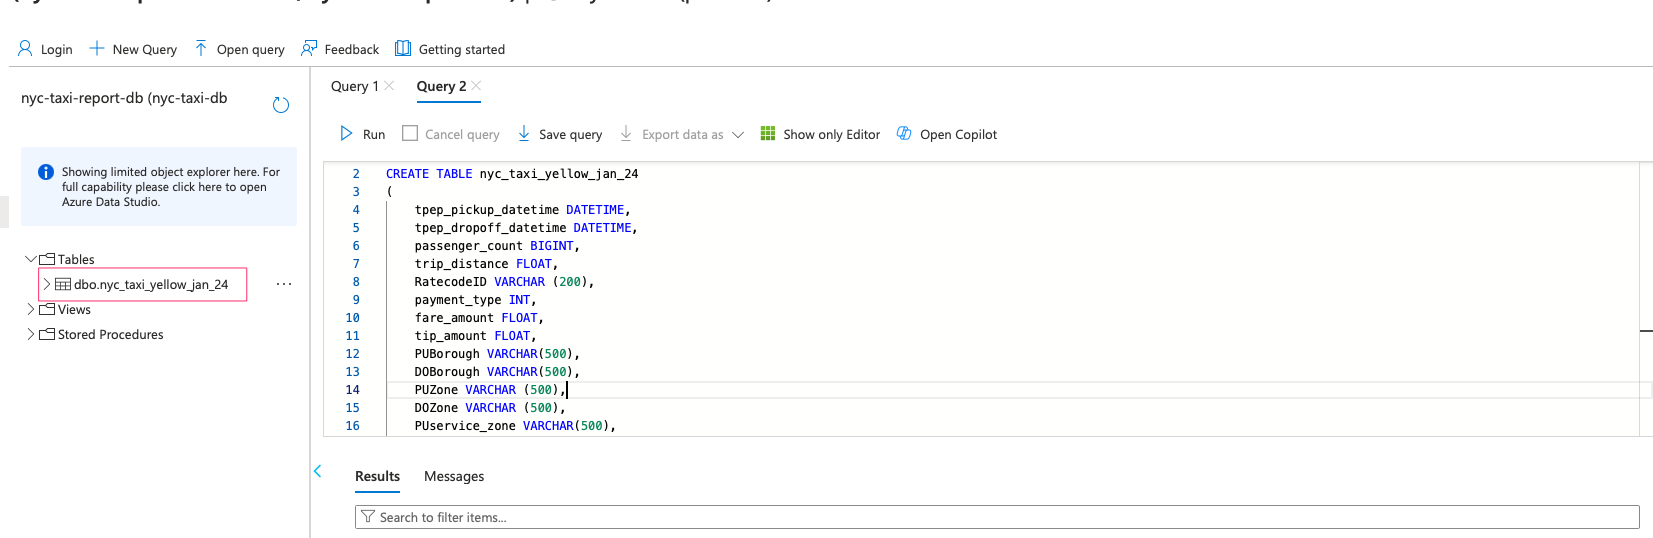 Login New Query Open query Feedback Getting started
nyc-taxi-report-db (nyc-taxi-db
Showing limited object explorer here. For
full capability please click here to open
Azure Data Studio.
Tables
dbo.nyc_taxi_yellow_jan_24 ...
Views
Stored Procedures
Query 1 Query 2
Run Cancel query Save query Export data as Show only Editor Open Copilot
2 CREATE TABLE nyc_taxi_yellow_jan_24
3 (
4 tpep_pickup_datetime DATETIME,
5 tpep_dropoff_datetime DATETIME,
6 passenger_count BIGINT,
7 trip_distance FLOAT,
8 RatecodeID VARCHAR (200),
9 payment_type INT,
10 fare_amount FLOAT,
11 tip_amount FLOAT,
12 PUBorough VARCHAR(500),
13 DOBorough VARCHAR(500),
14 PUZone VARCHAR (500),
15 DOZone VARCHAR (500),
16 PUservice_zone VARCHAR(500),
Results Messages
Search to filter items...